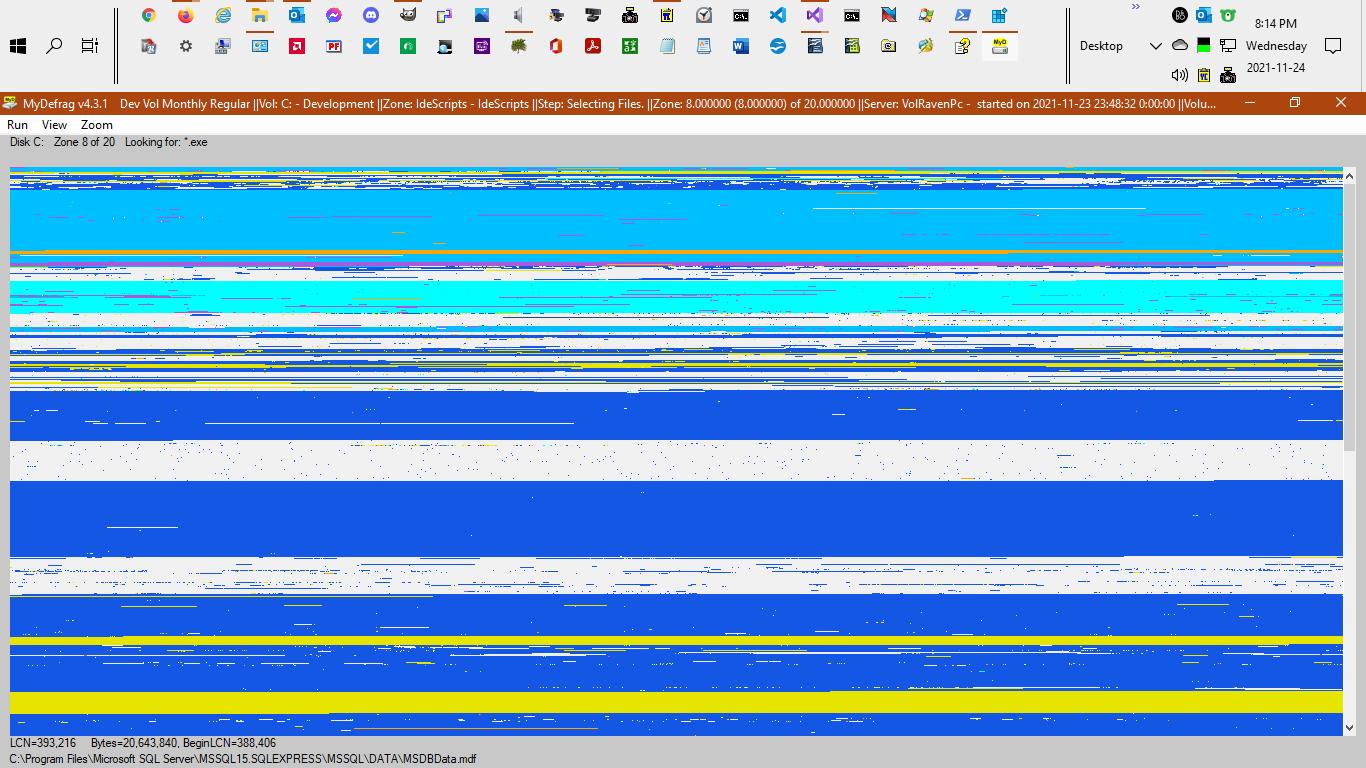 »
8:14 PM
Desktop
Wednesday
2021-11-24
MyDefrag v4.3.1 Dev Vol Monthly Regular ||Vol: C: - Development ||Zone: IdeScripts - IdeScripts ||Step: Selecting Files. ||Zone: 8.000000 (8.000000) of 20.000000 ||Server: VolRavenPc - started on 2021-11-23 23:48:32 0:00:00 ||Volu...
Run View Zoom
Disk C: Zone 8 of 20 Looking for: *.exe
LCN=393,216 Bytes=20,643,840, BeginLCN=388,406
C:\Program Files\Microsoft SQL Server\MSSQL15.SQLEXPRESS\MSSQL\DATA\MSDBData.mdf